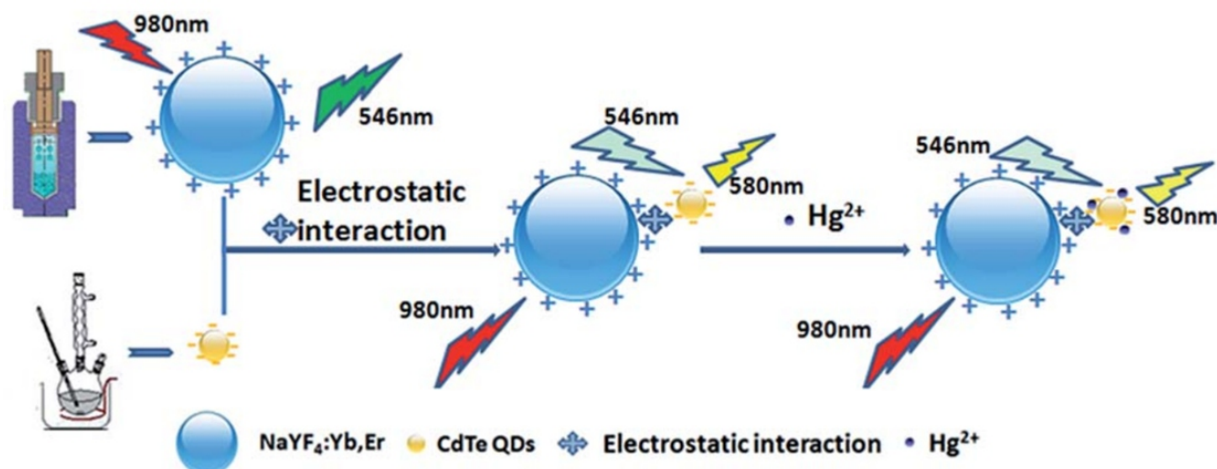 980nm
546nm
Electrostatic
interaction
546nm
580nm
980nm
Hg²⁺
546nm
580nm
980nm
NaYF₄:Yb,Er
CdTe QDs
Electrostatic interaction
Hg²⁺